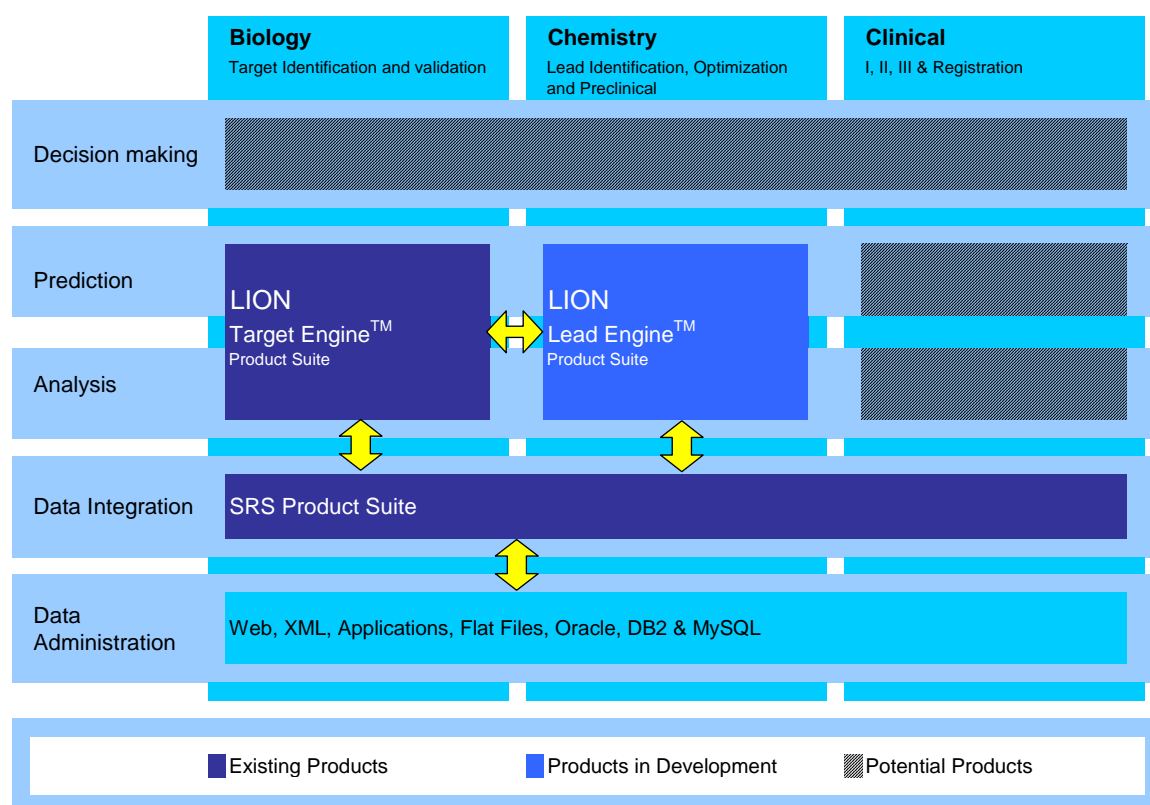 Biology
Target Identification and validation
Chemistry
Lead Identification, Optimization
and Preclinical
Clinical
I, II, III & Registration
Decision making
Prediction
LION
Target Engine™
Product Suite
LION
Lead Engine™
Product Suite
Analysis
Data Integration
SRS Product Suite
Data
Administration
Web, XML, Applications, Flat Files, Oracle, DB2 & MySQL
Existing Products
Products in Development
Potential Products